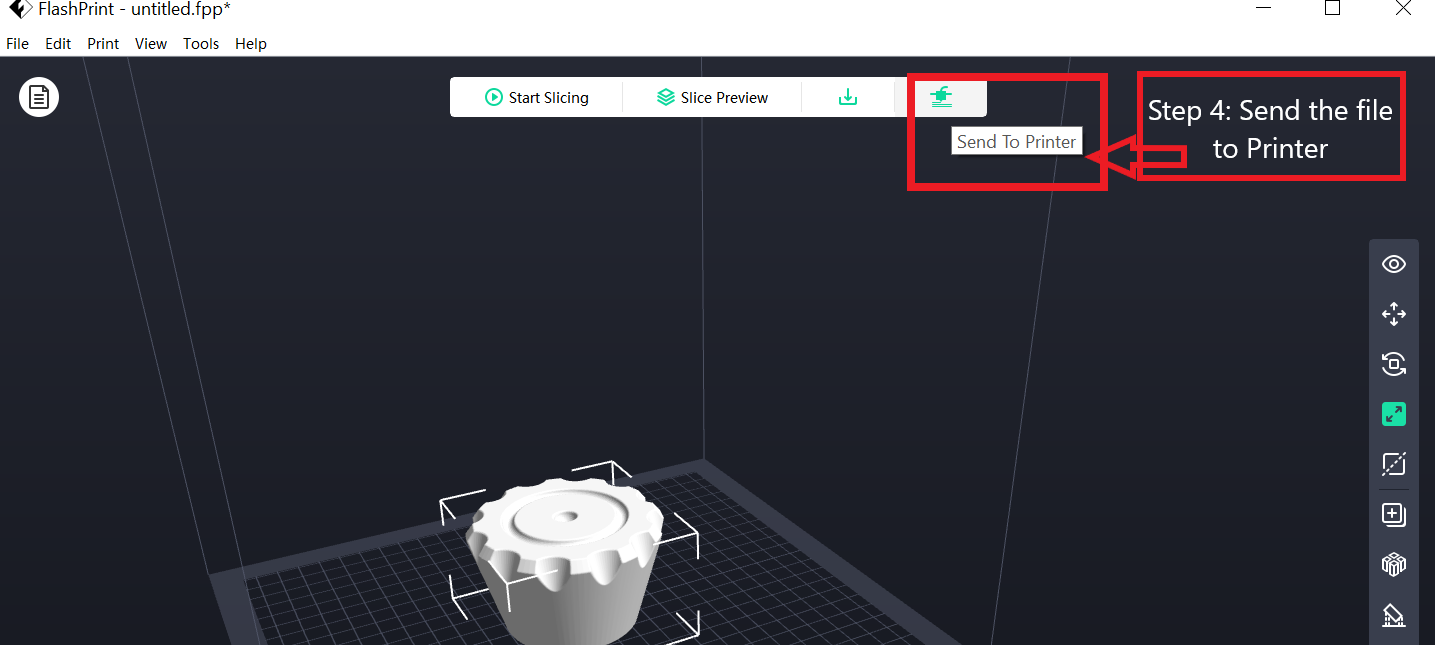 FlashPrint - untitled.fpp*
File Edit Print View Tools Help
Start Slicing Slice Preview
Send To Printer
Step 4: Send the file
to Printer